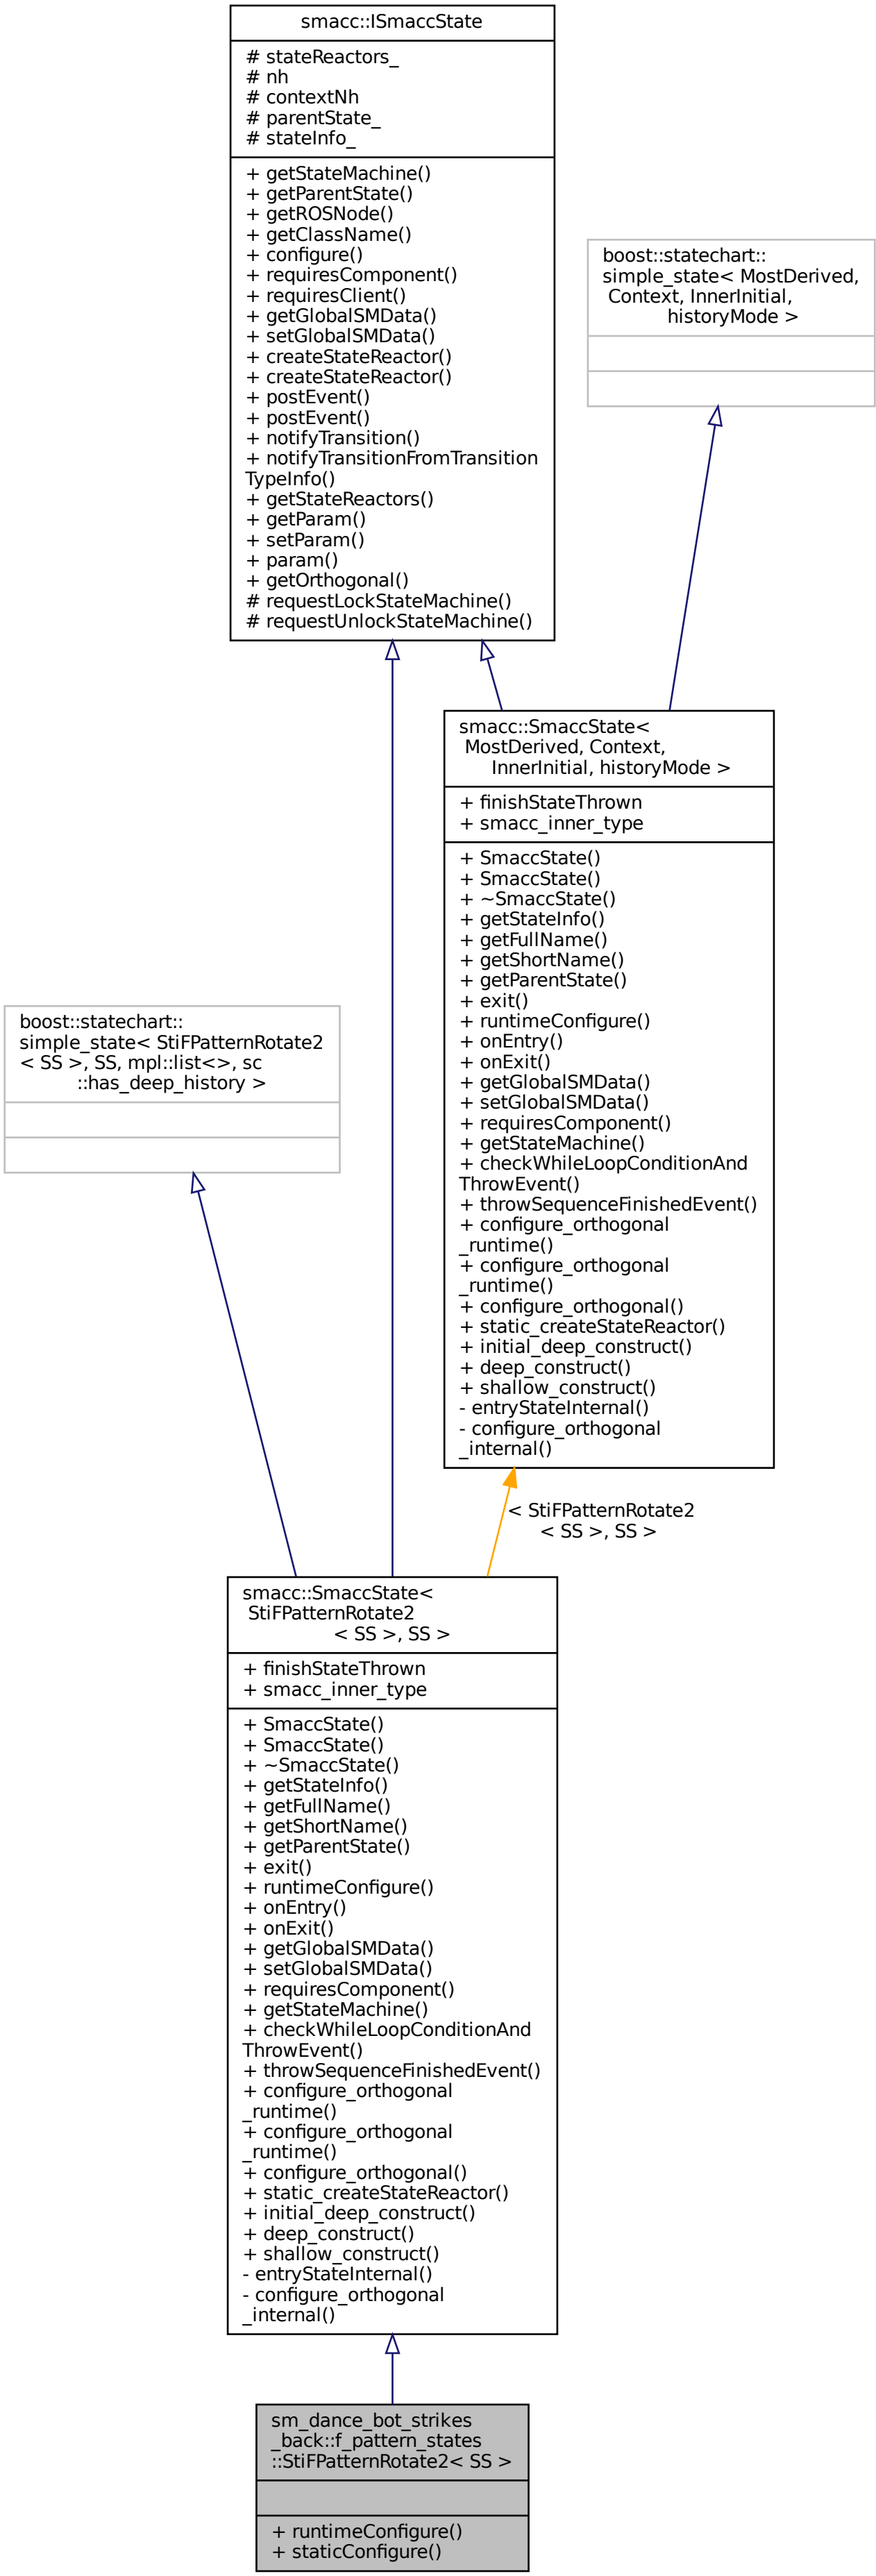 smacc::ISmaccState
# stateReactors_
# nh
# contextNh
# parentState_
# stateInfo_
+ getStateMachine()
+ getParentState()
+ getROSNode()
+ getClassName()
+ configure()
+ requiresComponent()
+ requiresClient()
+ getGlobalSMData()
+ setGlobalSMData()
+ createStateReactor()
+ createStateReactor()
+ postEvent()
+ postEvent()
+ notifyTransition()
+ notifyTransitionFromTransition
TypeInfo()
+ getStateReactors()
+ getParam()
+ setParam()
+ param()
+ getOrthogonal()
# requestLockStateMachine()
# requestUnlockStateMachine()
boost::statechart::
simple_state< MostDerived,
Context, InnerInitial,
historyMode >
smacc::SmaccState<
MostDerived, Context,
InnerInitial, historyMode >
+ finishStateThrown
+ smacc_inner_type
+ SmaccState()
+ SmaccState()
+ ~SmaccState()
+ getStateInfo()
+ getFullName()
+ getShortName()
+ getParentState()
+ exit()
+ runtimeConfigure()
+ onEntry()
+ onExit()
+ getGlobalSMData()
+ setGlobalSMData()
+ requiresComponent()
+ getStateMachine()
+ checkWhileLoopConditionAnd
ThrowEvent()
+ throwSequenceFinishedEvent()
+ configure_orthogonal
_runtime()
+ configure_orthogonal
_runtime()
+ configure_orthogonal()
+ static_createStateReactor()
+ initial_deep_construct()
+ deep_construct()
+ shallow_construct()
- entryStateInternal()
- configure_orthogonal
_internal()
boost::statechart::
simple_state< StiFPatternRotate2
< SS >, SS, mpl::list<>, sc
::has_deep_history >
< StiFPatternRotate2
< SS >, SS >
smacc::SmaccState<
StiFPatternRotate2
< SS >, SS >
+ finishStateThrown
+ smacc_inner_type
+ SmaccState()
+ SmaccState()
+ ~SmaccState()
+ getStateInfo()
+ getFullName()
+ getShortName()
+ getParentState()
+ exit()
+ runtimeConfigure()
+ onEntry()
+ onExit()
+ getGlobalSMData()
+ setGlobalSMData()
+ requiresComponent()
+ getStateMachine()
+ checkWhileLoopConditionAnd
ThrowEvent()
+ throwSequenceFinishedEvent()
+ configure_orthogonal
_runtime()
+ configure_orthogonal
_runtime()
+ configure_orthogonal()
+ static_createStateReactor()
+ initial_deep_construct()
+ deep_construct()
+ shallow_construct()
- entryStateInternal()
- configure_orthogonal
_internal()
sm_dance_bot_strikes
_back::f_pattern_states
::StiFPatternRotate2< SS >
+ runtimeConfigure()
+ staticConfigure()